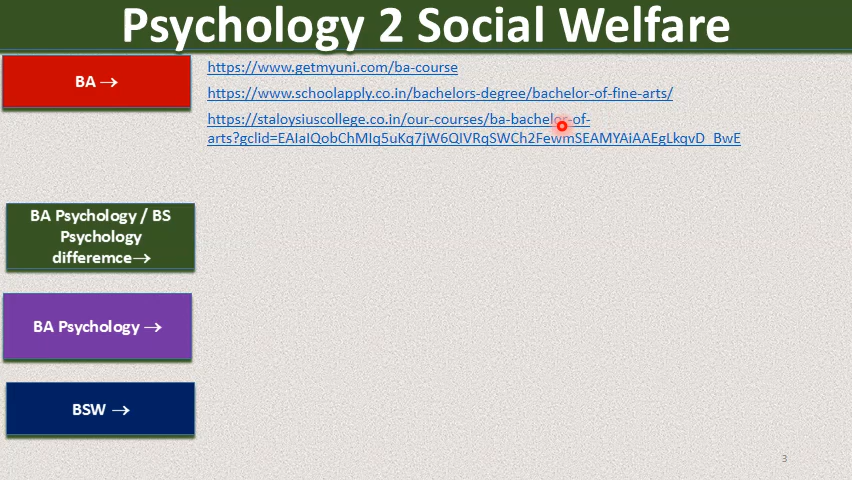 Psychology 2 Social Welfare
BA →
https://www.getmyuni.com/ba-course
https://www.schoolapply.co.in/bachelors-degree/bachelor-of-fine-arts/
https://staloysiuscollege.co.in/our-courses/ba-bachelor-of-
arts?gclid=EAIaIQobChMIq5uKq7jW6QIVRqSWCh2FewmSEAMYAiAAEgLkqvD_BwE
BA Psychology / BS
Psychology
differemce→
BA Psychology →
BSW →
3